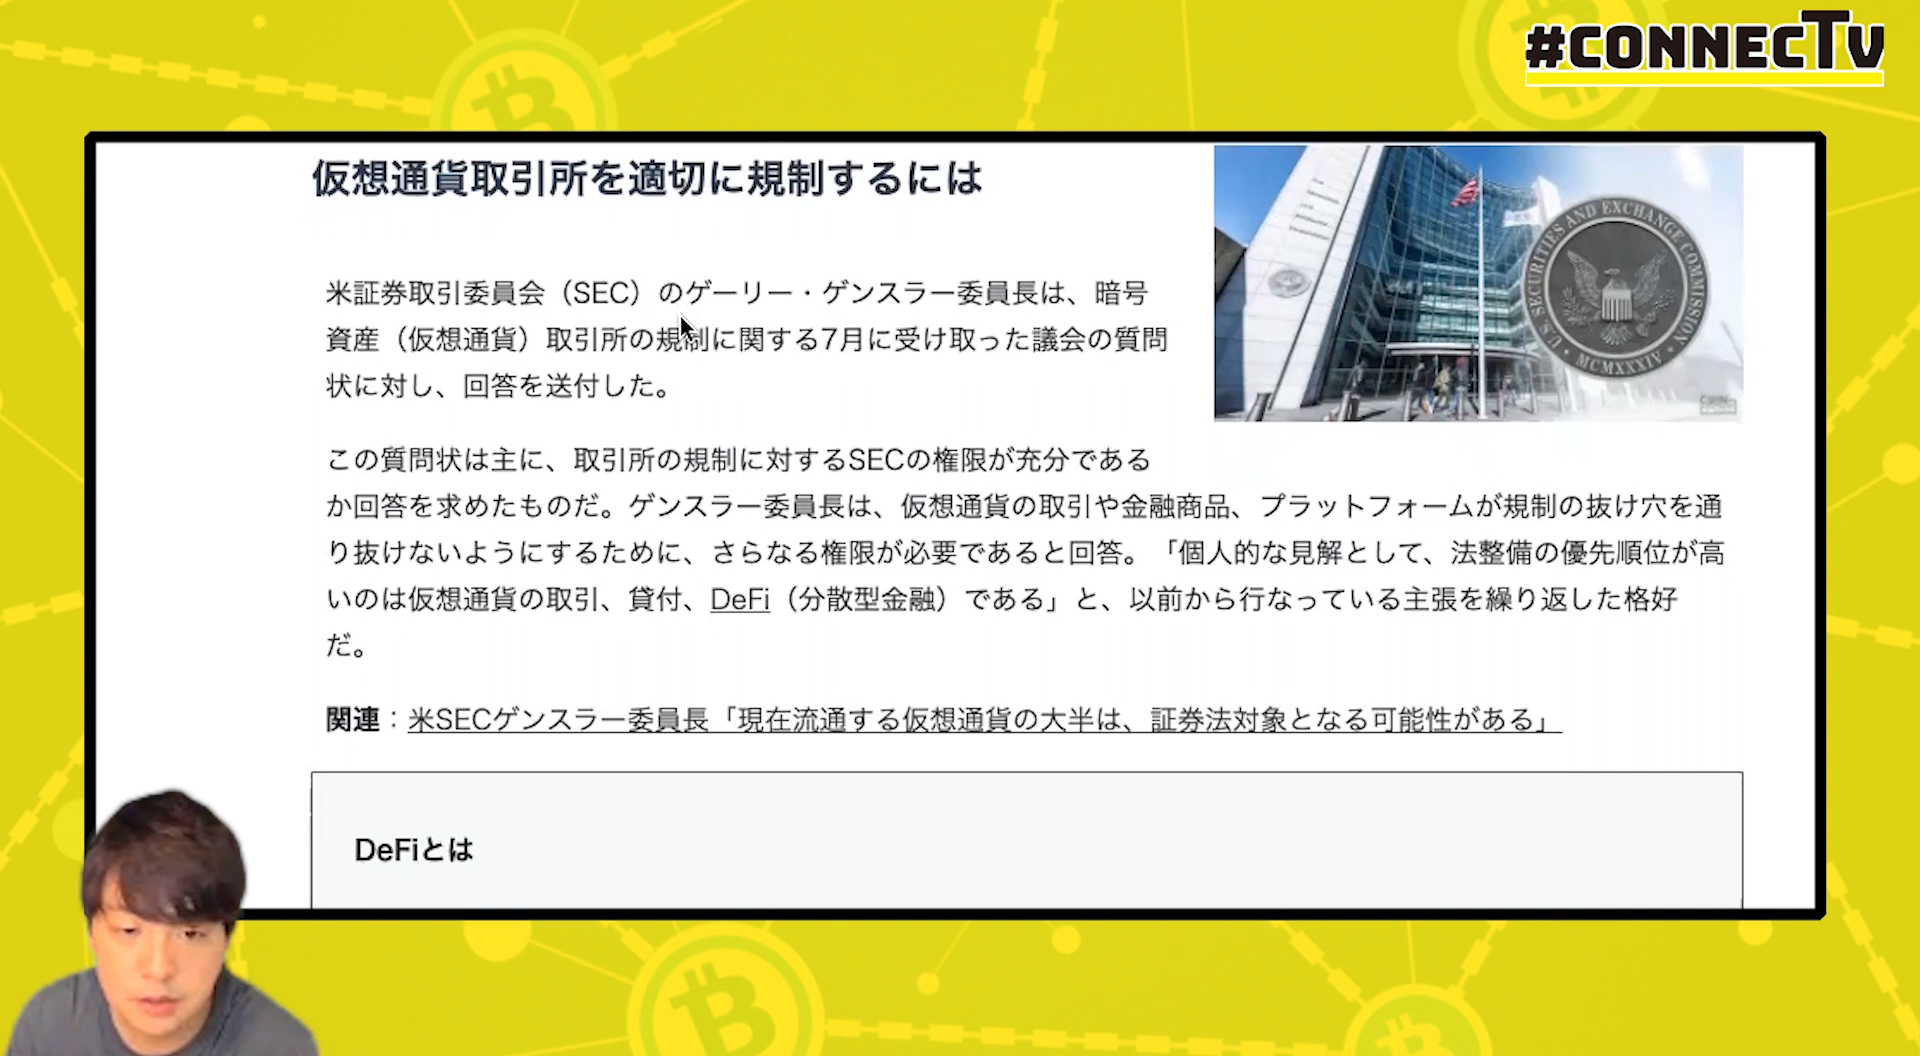 #CONNECTV
仮想通貨取引所を適切に規制するには
米証券取引委員会（SEC）のゲーリー・ゲンスラー委員長は、暗号
資産（仮想通貨）取引所の規制に関する7月に受け取った議会の質問
状に対し、回答を送付した。
U.S. SECURITIES AND EXCHANGE COMMISSION
MCMXXXIV
この質問状は主に、取引所の規制に対するSECの権限が充分である
か回答を求めたものだ。ゲンスラー委員長は、仮想通貨の取引や金融商品、プラットフォームが規制の抜け穴を通
り抜けないようにするために、さらなる権限が必要であると回答。「個人的な見解として、法整備の優先順位が高
いのは仮想通貨の取引、貸付、DeFi（分散型金融）である」と、以前から行なっている主張を繰り返した格好
だ。
関連：米SECゲンスラー委員長「現在流通する仮想通貨の大半は、証券法対象となる可能性がある」
DeFiとは